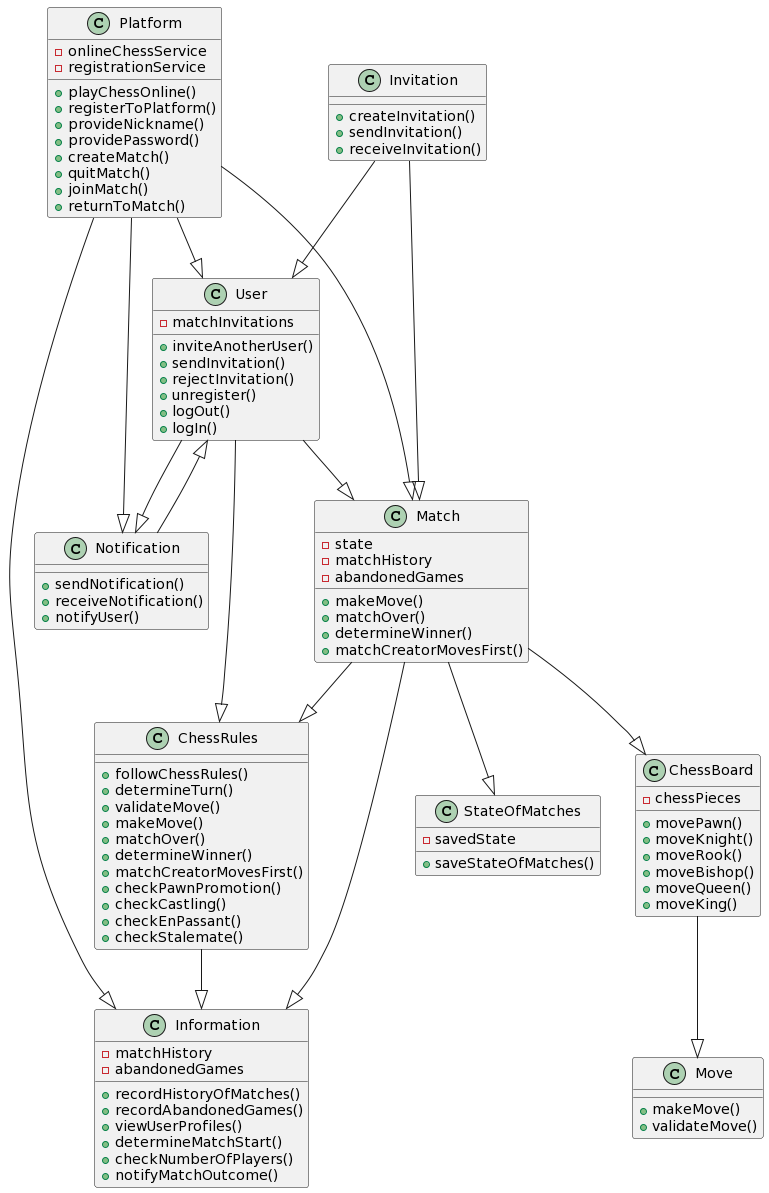 C Platform
onlineChessService
registrationService
playChessOnline()
registerToPlatform()
provideNickname()
providePassword()
createMatch()
quitMatch()
joinMatch()
returnToMatch()
C Invitation
createInvitation()
sendInvitation()
receiveInvitation()
C User
matchInvitations
inviteAnotherUser()
sendInvitation()
rejectInvitation()
unregister()
logOut()
logIn()
C Notification
sendNotification()
receiveNotification()
notifyUser()
C Match
state
matchHistory
abandonedGames
makeMove()
matchOver()
determineWinner()
matchCreatorMovesFirst()
C ChessRules
followChessRules()
determineTurn()
validateMove()
makeMove()
matchOver()
determineWinner()
matchCreatorMovesFirst()
checkPawnPromotion()
checkCastling()
checkEnPassant()
checkStalemate()
C StateOfMatches
savedState
saveStateOfMatches()
C ChessBoard
chessPieces
movePawn()
moveKnight()
moveRook()
moveBishop()
moveQueen()
moveKing()
C Information
matchHistory
abandonedGames
recordHistoryOfMatches()
recordAbandonedGames()
viewUserProfiles()
determineMatchStart()
checkNumberOfPlayers()
notifyMatchOutcome()
C Move
makeMove()
validateMove()